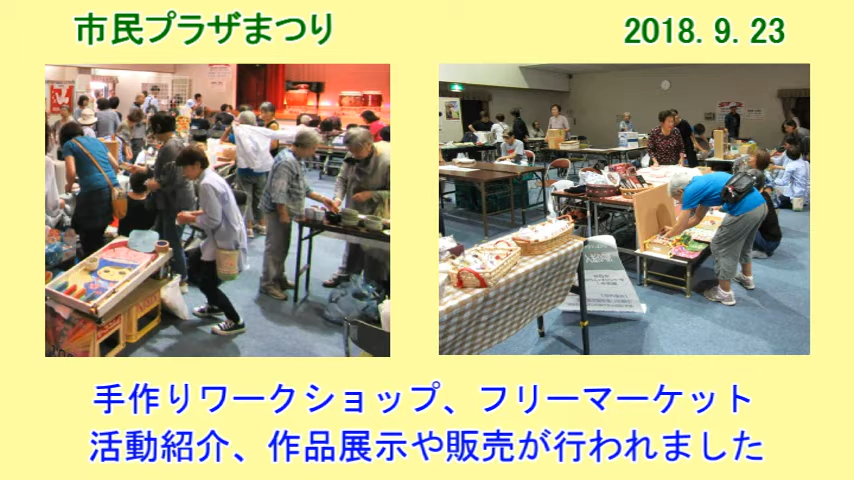 市民プラザまつり 2018.9.23
手作りワークショップ、フリーマーケット
活動紹介、作品展示や販売が行われました